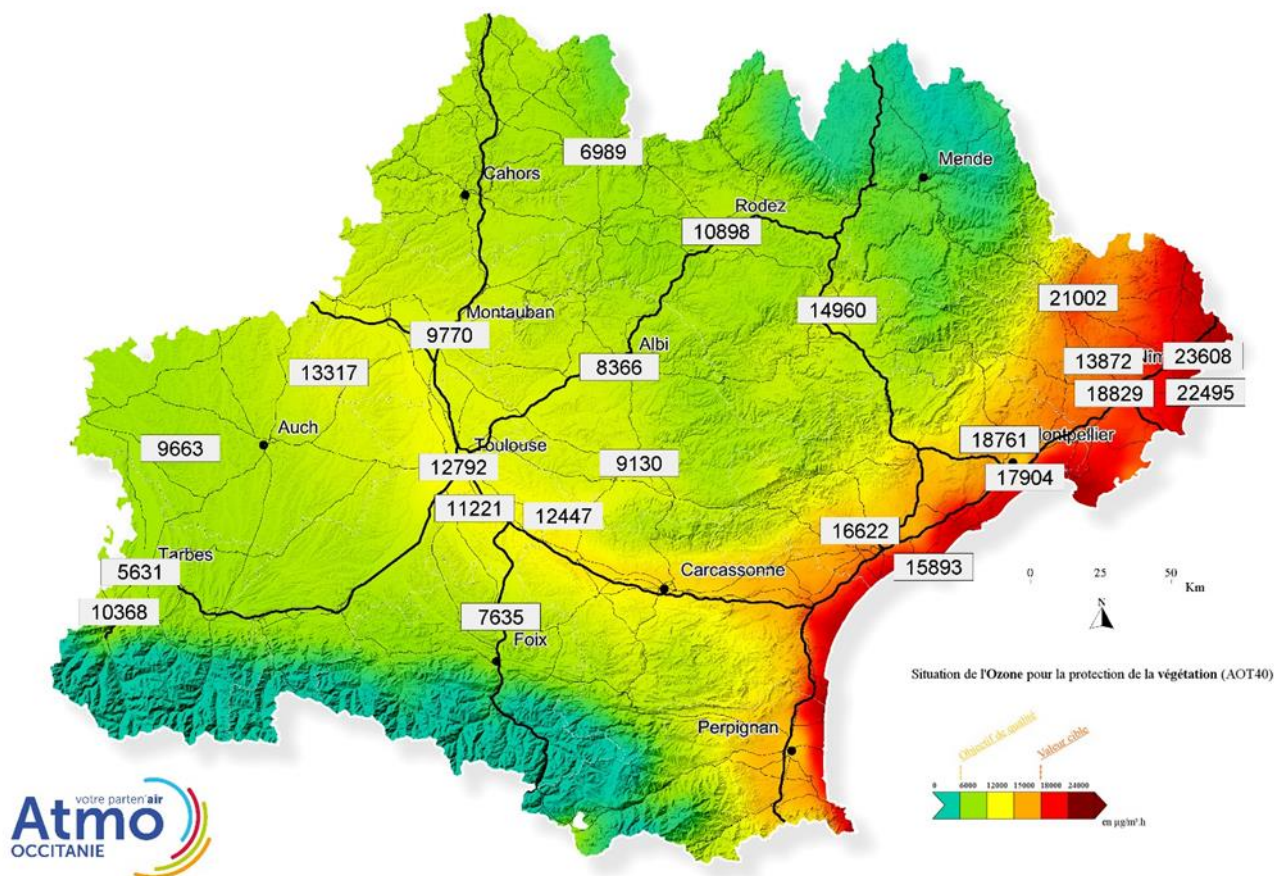 6989
Mende
Cahors
Rodez
10898
21002
14960
Montauban
9770
Albi
8366
13872
Nîm
23608
13317
18829
22495
Auch
9663
Toulouse
12792
9130
18761
Montpellier
17904
11221
12447
16622
15893
Tarbes
5631
10368
Carcassonne
7635
Foix
0 25 50
Km
N
Situation de l'Ozone pour la protection de la végétation (AOT40)
Perpignan
Objectif de qualité
Valeur cible
0 6000 12000 15000 18000 24000
en µg/m³.h
votre parten'air
Atmo
OCCITANIE